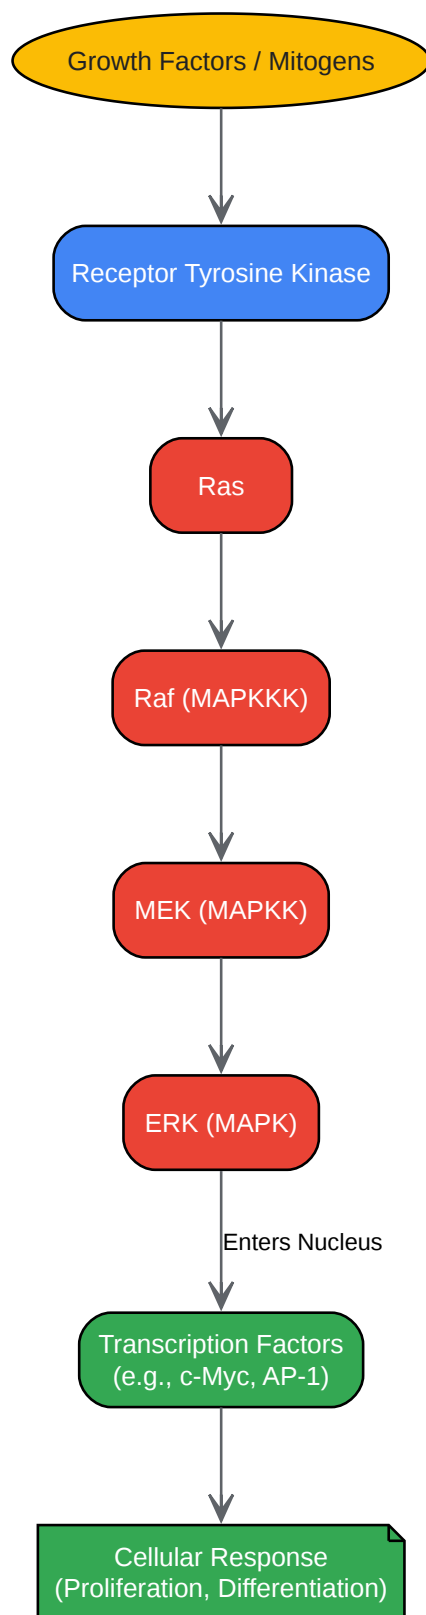 Growth Factors / Mitogens
Receptor Tyrosine Kinase
Ras
Raf (MAPKKK)
MEK (MAPKK)
ERK (MAPK)
Enters Nucleus
Transcription Factors
(e.g., c-Myc, AP-1)
Cellular Response
(Proliferation, Differentiation)